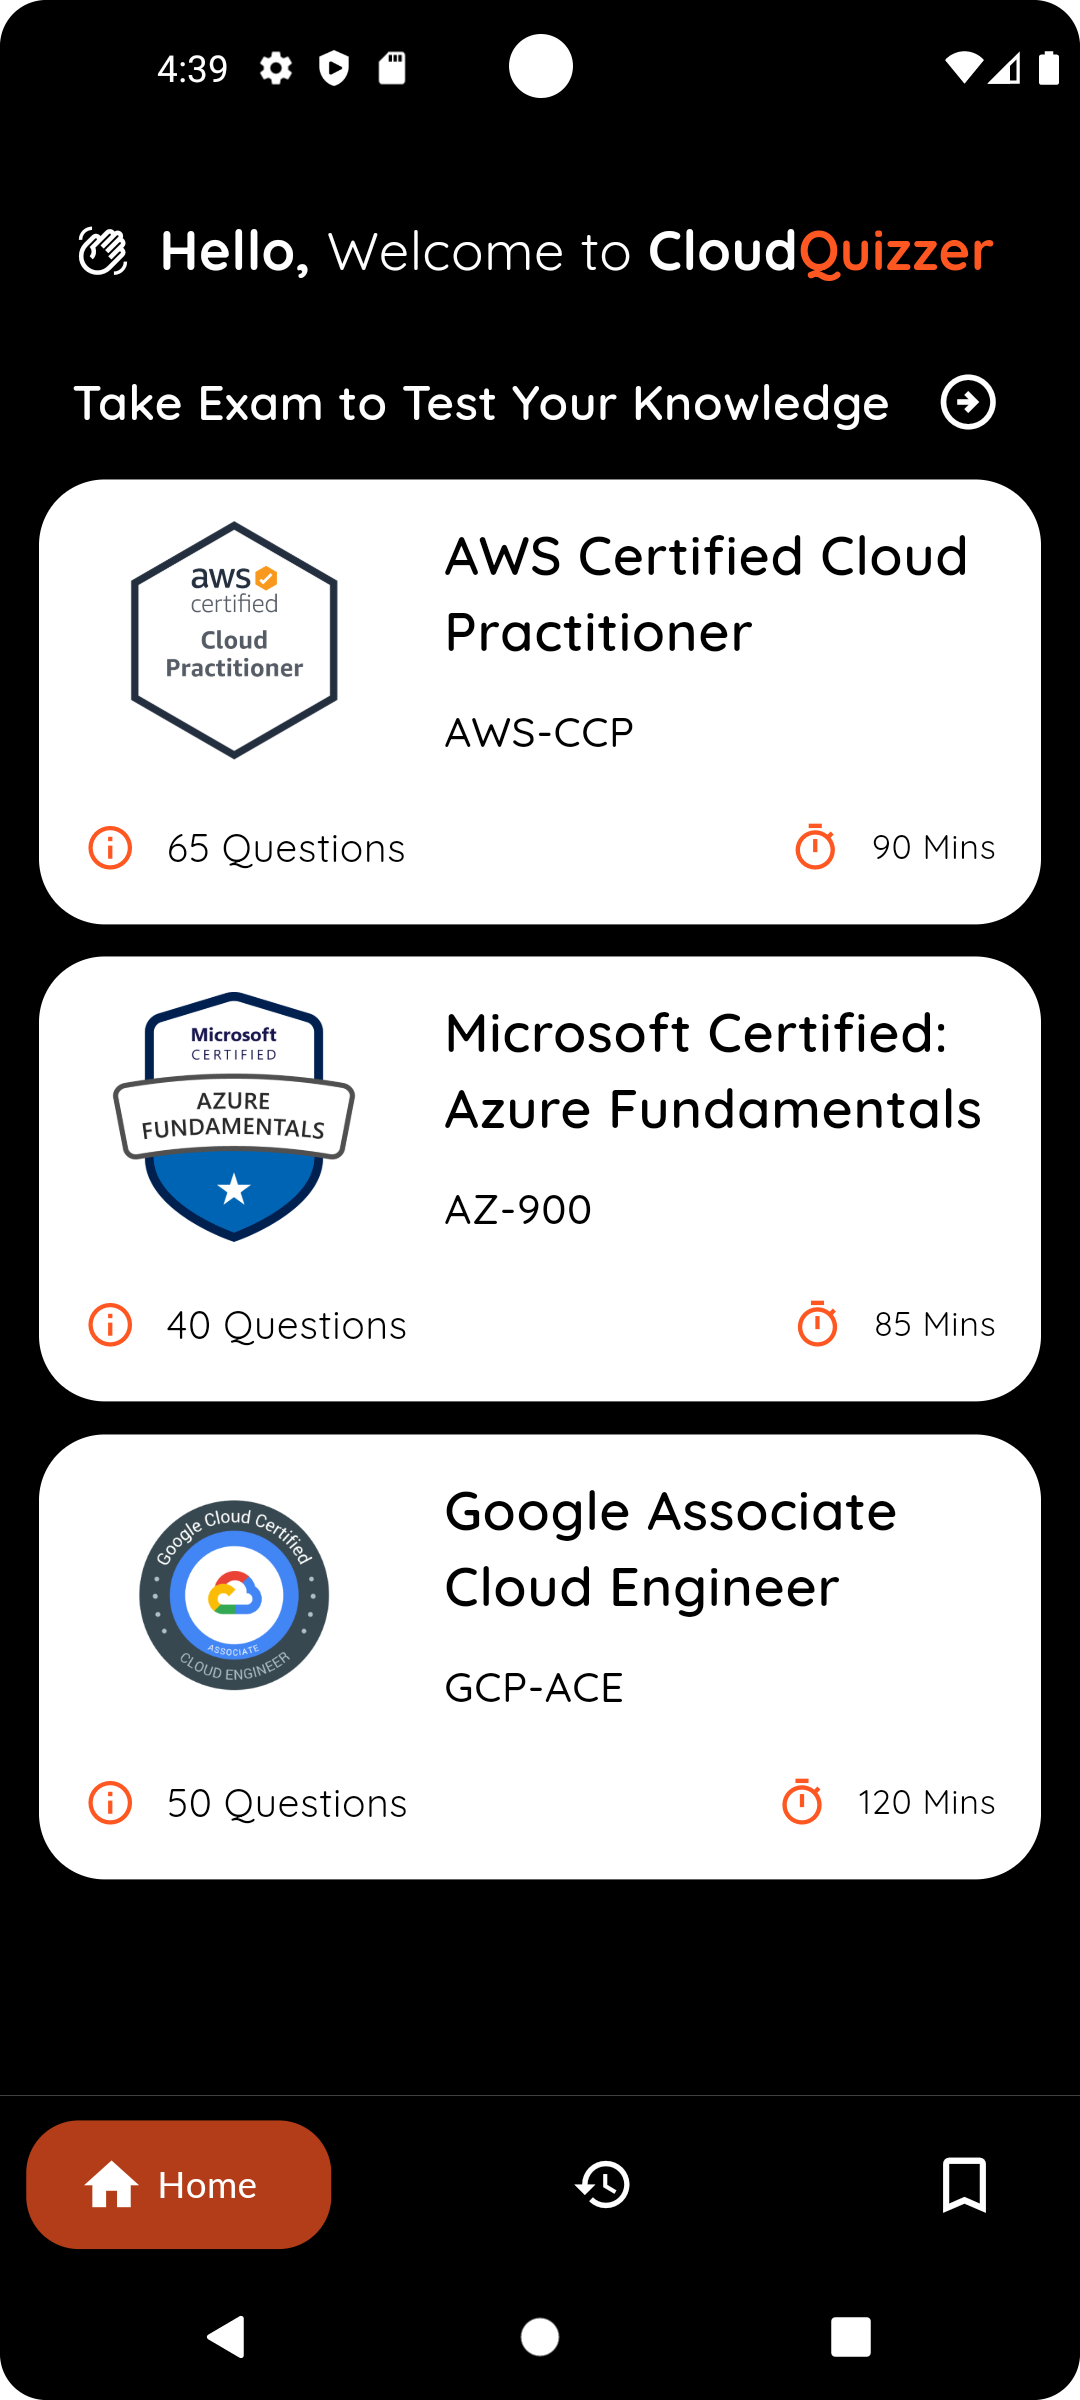 4:39
Hello, Welcome to CloudQuizzer
Take Exam to Test Your Knowledge
aws
certified
Cloud
Practitioner
AWS Certified Cloud
Practitioner
AWS-CCP
65 Questions
90 Mins
Microsoft
CERTIFIED
AZURE
FUNDAMENTALS
Microsoft Certified:
Azure Fundamentals
AZ-900
40 Questions
85 Mins
Google Cloud Certified
ASSOCIATE
CLOUD ENGINEER
Google Associate
Cloud Engineer
GCP-ACE
50 Questions
120 Mins
Home